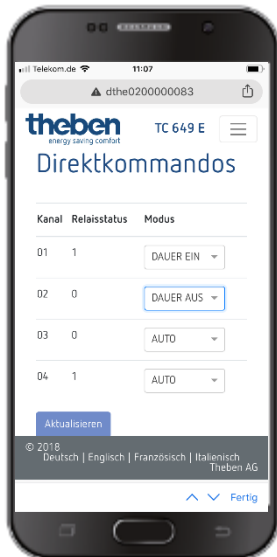 Telekom.de
11:07
dthe0200000083
theben
energy saving comfort
TC 649 E
Direktkommandos
Kanal Relaisstatus Modus
01 1 DAUER EIN
02 0 DAUER AUS
03 0 AUTO
04 1 AUTO
Aktualisieren
© 2018
Deutsch | Englisch | Französisch | Italienisch
Theben AG
Fertig